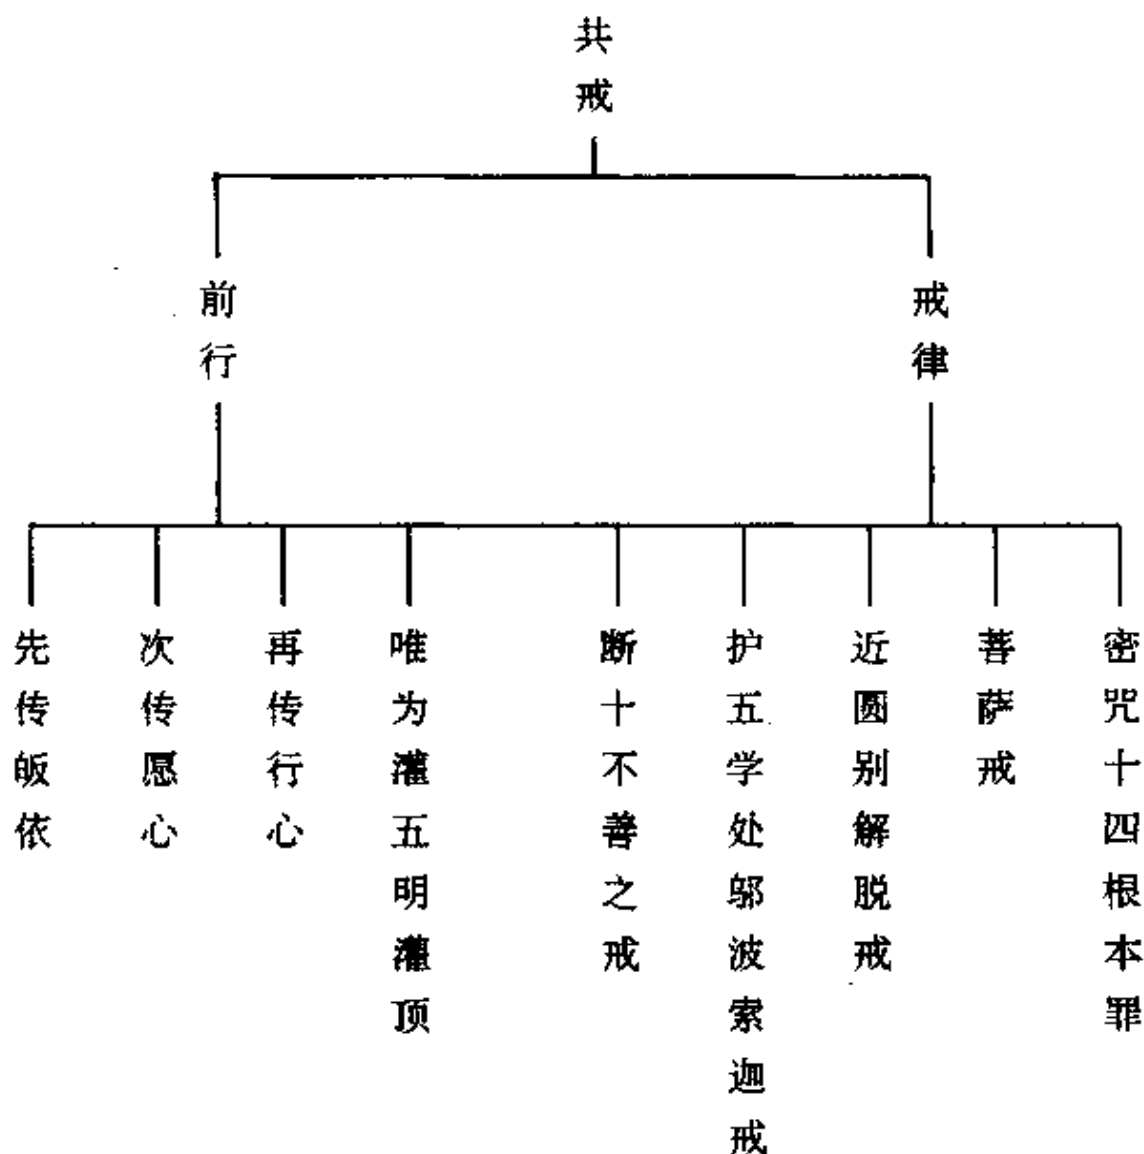 共戒
前行
戒律
先传皈依
次传愿心
再传行心
唯为灌五明灌顶
断十不善之戒
护五学处邬波索迦戒
近圆别解脱戒
菩萨戒
密咒十四根本罪